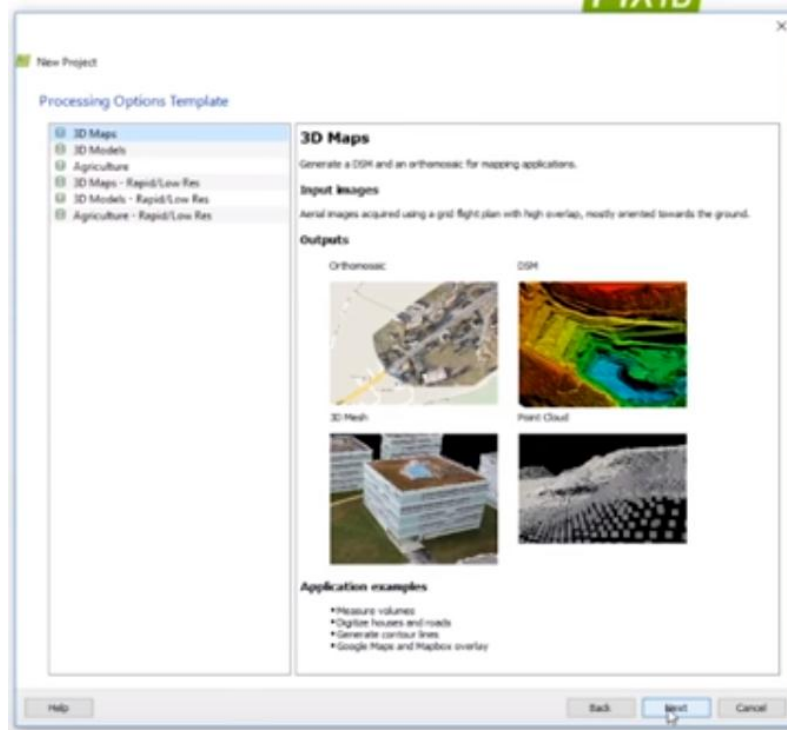 New Project
Processing Options Template
3D Maps
3D Models
Agriculture
3D Maps - Rapid/Low Res
3D Models - Rapid/Low Res
Agriculture - Rapid/Low Res
3D Maps
Generate a DSM and an orthomosaic for mapping applications.
Input images
Aerial images acquired using a grid flight plan with high overlap, mostly oriented towards the ground.
Outputs
Orthomosaic
DSM
3D Mesh
Point Cloud
Application examples
•Measure volumes
•Digitize houses and roads
•Generate contour lines
•Google Maps and Mapbox overlay
Help
Back
Next
Cancel